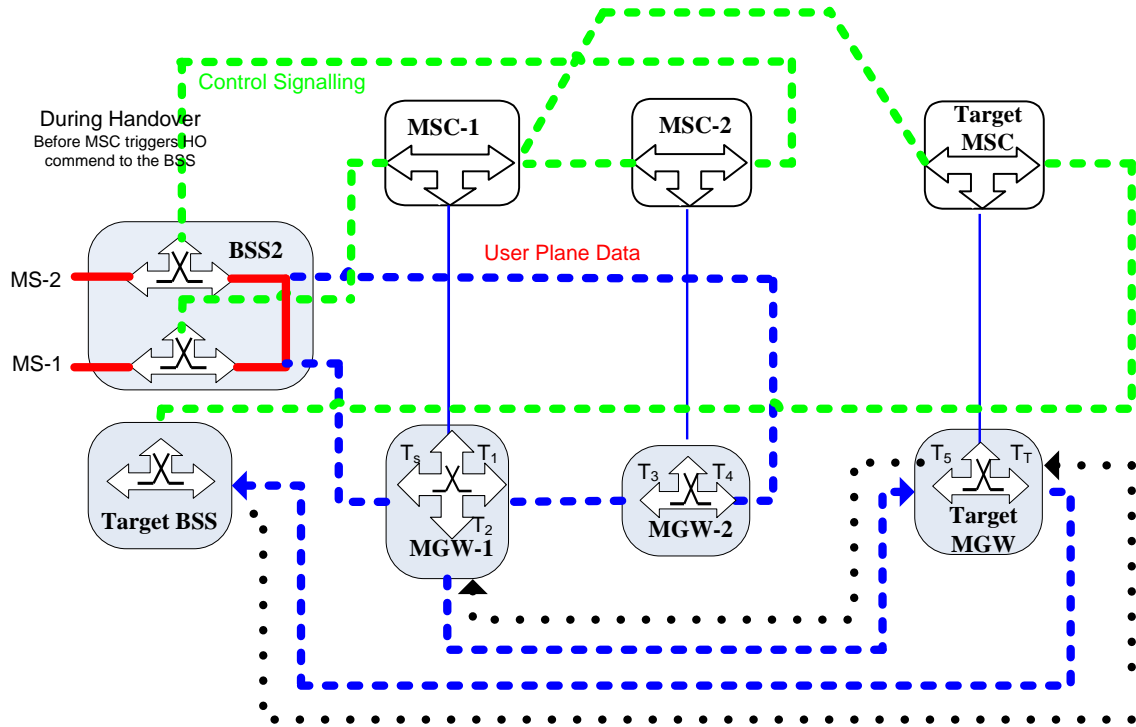 Control Signalling
During Handover
Before MSC triggers HO
commend to the BSS
MSC-1
MSC-2
Target
MSC
BSS2
User Plane Data
MS-2
MS-1
Target BSS
TS
T1
T2
MGW-1
T3
T4
MGW-2
T5
TT
Target
MGW